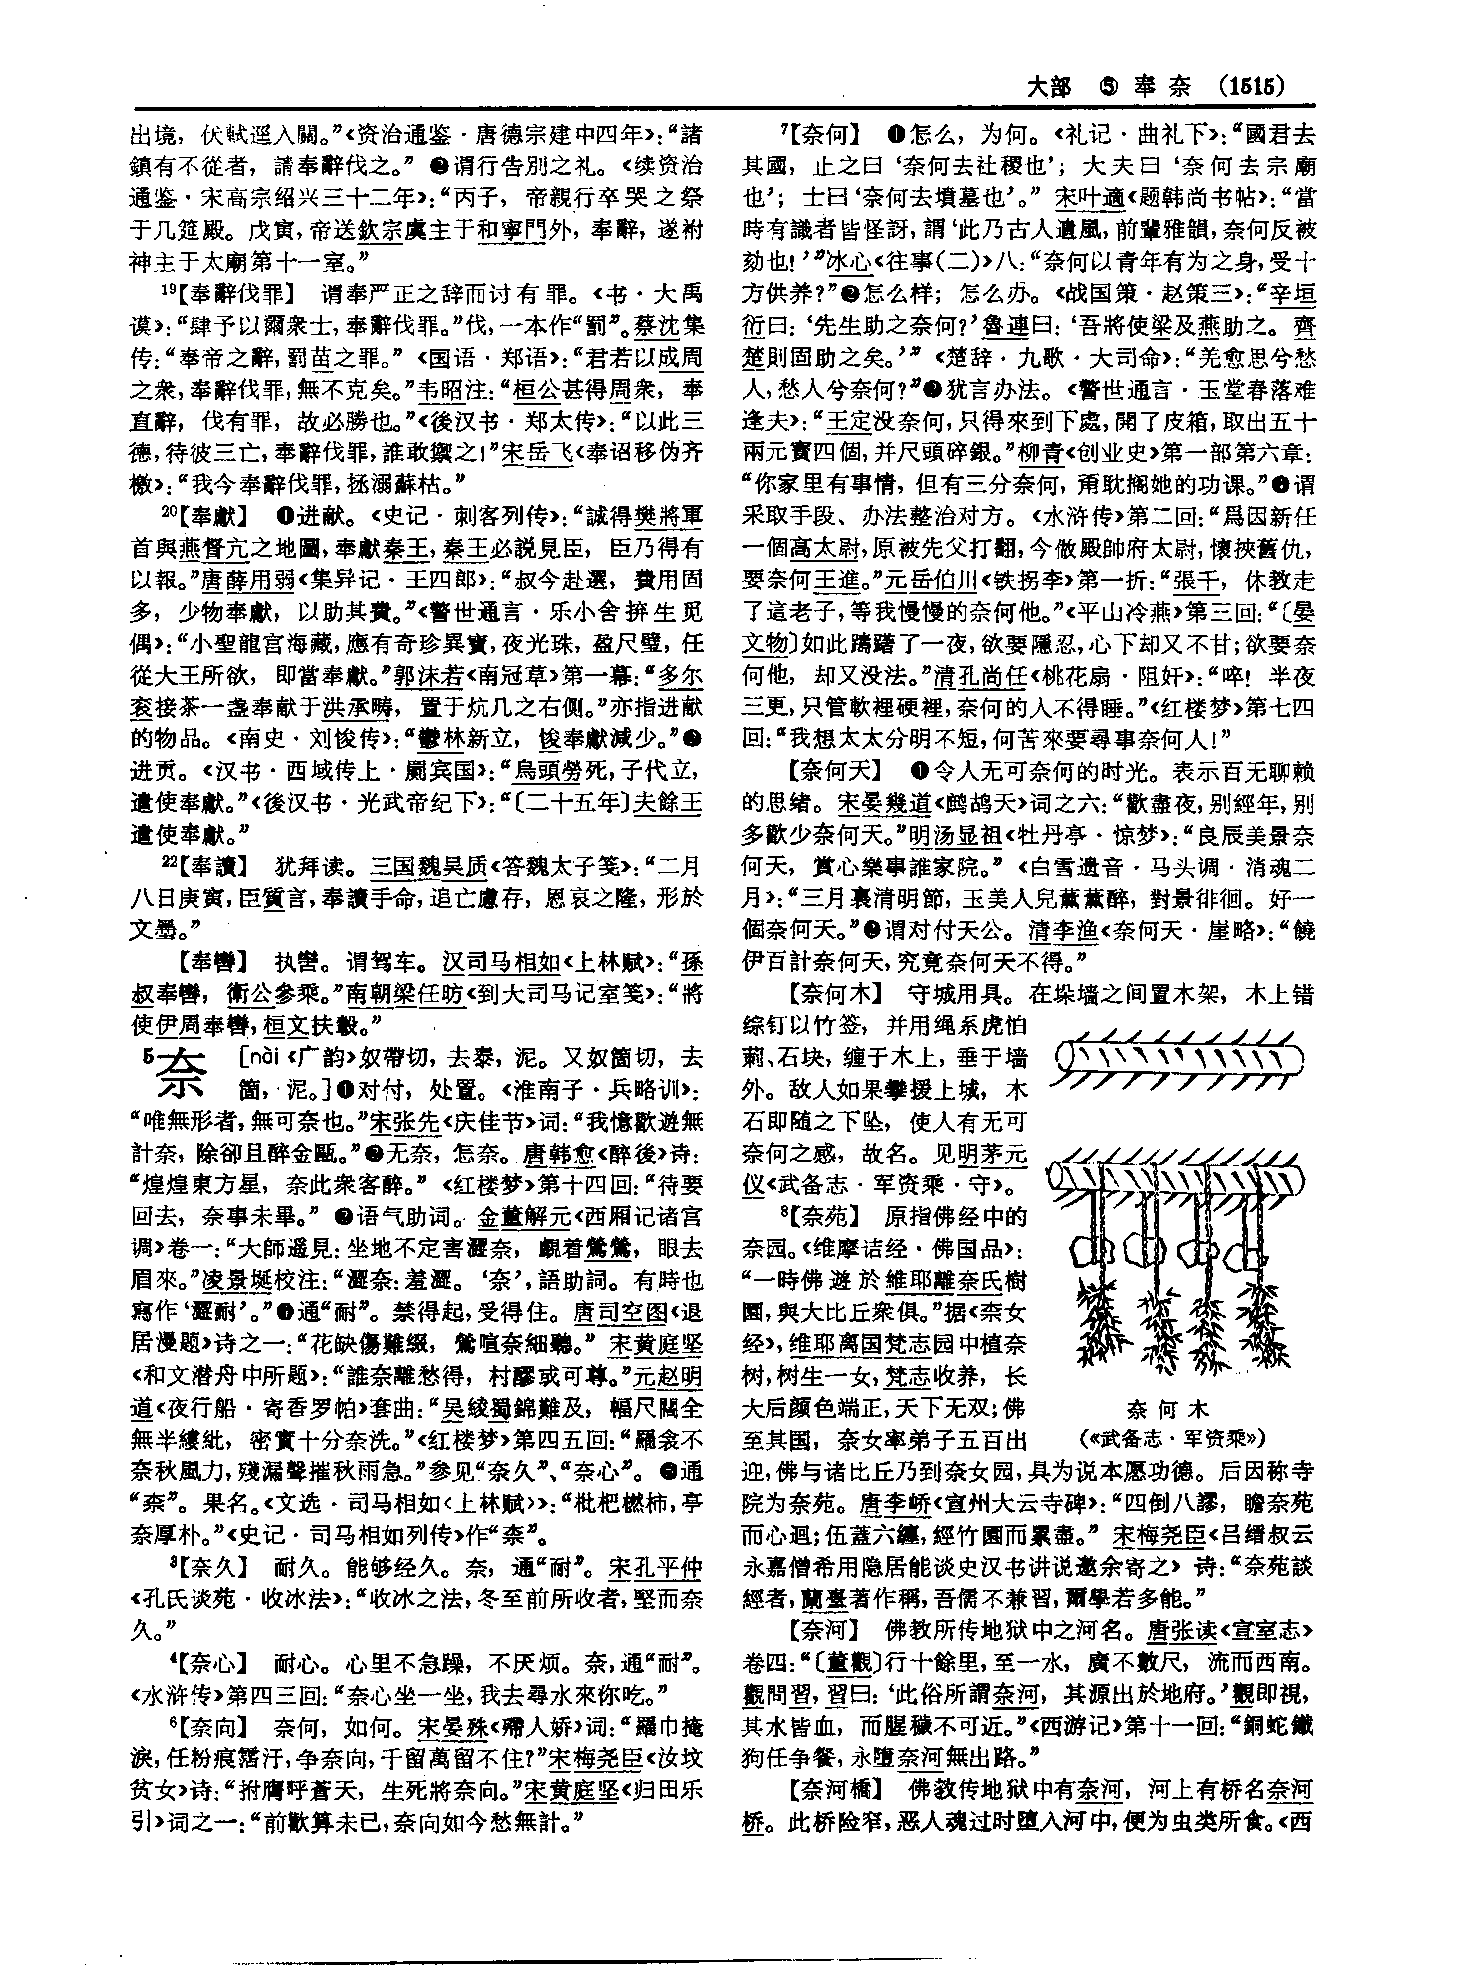 大部 ⑤ 奉 奈 (1515)
出境，伏軾逕入關。”《资治通鉴·唐德宗建中四年》：“諸
鎮有不從者，請奉辭伐之。” ❷谓行告别之礼。《续资治
通鉴·宋高宗绍兴三十二年》：“丙子，帝親行卒哭之祭
于几筵殿。戊寅，帝送欽宗虞主于和寧門外，奉辭，遂祔
神主于太廟第十一室。”
19【奉辭伐罪】 谓奉严正之辞而讨有罪。《书·大禹
谟》：“肆予以爾衆士，奉辭伐罪。”伐，一本作“罰”。蔡沈集
传：“奉帝之辭，罰苗之罪。” 《国语·郑语》：“君若以成周
之衆，奉辭伐罪，無不克矣。”韦昭注：“桓公甚得周衆，奉
直辭，伐有罪，故必勝也。”《後汉书·郑太传》：“以此三
德，待彼三亡，奉辭伐罪，誰敢禦之！”宋岳飞《奉诏移伪齐
檄》：“我今奉辭伐罪，拯溺蘇枯。”
20【奉獻】 ❶进献。《史记·刺客列传》：“誠得樊將軍
首與燕督亢之地圖，奉獻秦王，秦王必説見臣，臣乃得有
以報。”唐薛用弱《集异记·王四郎》：“叔今赴選，費用固
多，少物奉獻，以助其費。”《警世通言·乐小舍拚生觅
偶》：“小聖龍宫海藏，應有奇珍異寳，夜光珠，盈尺璧，任
從大王所欲，即當奉獻。”郭沫若《南冠草》第一幕：“多尔
衮接茶一盏奉献于洪承畴，置于炕几之右侧。”亦指进献
的物品。《南史·刘悛传》：“鬱林新立，悛奉獻減少。”❷
进贡。《汉书·西域传上·罽宾国》：“烏頭勞死，子代立，
遣使奉獻。”《後汉书·光武帝纪下》：“〔二十五年〕夫餘王
遣使奉獻。”
22【奉讀】 犹拜读。三国魏吴质《答魏太子笺》：“二月
八日庚寅，臣質言，奉讀手命，追亡慮存，恩哀之隆，形於
文墨。”
【奉轡】 执辔。谓驾车。汉司马相如《上林赋》：“孫
叔奉轡，衛公參乘。”南朝梁任昉《到大司马记室笺》：“將
使伊周奉轡，桓文扶轂。”
5奈 ［nài《广韵》奴帶切，去泰，泥。又奴箇切，去
箇，泥。］❶对付，处置。《淮南子·兵略训》：
“唯無形者，無可奈也。”宋张先《庆佳节》词：“我憶歡遊無
計奈，除卻且醉金甌。”❷无奈，怎奈。唐韩愈《醉後》诗：
“煌煌東方星，奈此衆客醉。” 《红楼梦》第十四回：“待要
回去，奈事未畢。” ❸语气助词。金董解元《西厢记诸宫
调》卷一：“大師遥見：坐地不定害澀奈，覷着鶯鶯，眼去
眉來。”凌景埏校注：“澀奈：羞澀。‘奈’，語助詞。有時也
寫作‘澀耐’。”❹通“耐”。禁得起，受得住。唐司空图《退
居漫题》诗之一：“花缺傷難綴，鶯喧奈細聽。” 宋黄庭坚
《和文潜舟中所题》：“誰奈離愁得，村醪或可尊。”元赵明
道《夜行船·寄香罗帕》套曲：“吴綾蜀錦難及，幅尺闊全
無半縷紕，密實十分奈洗。”《红楼梦》第四五回：“羅衾不
奈秋風力，殘漏聲摧秋雨急。”参见“奈久”、“奈心”。❺通
“柰”。果名。《文选·司马相如〈上林赋〉》：“枇杷橪柿，亭
奈厚朴。”《史记·司马相如列传》作“柰”。
3【奈久】 耐久。能够经久。奈，通“耐”。宋孔平仲
《孔氏谈苑·收冰法》：“收冰之法，冬至前所收者，堅而奈
久。”
4【奈心】 耐心。心里不急躁，不厌烦。奈，通“耐”。
《水浒传》第四三回：“奈心坐一坐，我去尋水來你吃。”
6【奈向】 奈何，如何。宋晏殊《殢人娇》词：“羅巾掩
淚，任粉痕霑汙，争奈向，千留萬留不住？”宋梅尧臣《汝坟
贫女》诗：“拊膺呼蒼天，生死將奈向。”宋黄庭坚《归田乐
引》词之一：“前歡算未已，奈向如今愁無計。”
7【奈何】 ❶怎么，为何。《礼记·曲礼下》：“國君去
其國，止之曰‘奈何去社稷也’；大夫曰‘奈何去宗廟
也’；士曰‘奈何去墳墓也’。” 宋叶適《题韩尚书帖》：“當
時有識者皆怪訝，謂‘此乃古人遺風，前輩雅韻，奈何反被
劾也！’”冰心《往事（二）》八：“奈何以青年有为之身，受十
方供养？”❷怎么样；怎么办。《战国策·赵策三》：“辛垣
衍曰：‘先生助之奈何？’魯連曰：‘吾將使梁及燕助之。齊
楚則固助之矣。’” 《楚辞·九歌·大司命》：“羌愈思兮愁
人，愁人兮奈何？”❸犹言办法。《警世通言·玉堂春落难
逢夫》：“王定没奈何，只得來到下處，開了皮箱，取出五十
兩元寳四個，并尺頭碎銀。”柳青《创业史》第一部第六章：
“你家里有事情，但有三分奈何，甭耽搁她的功课。”❹谓
采取手段、办法整治对方。《水浒传》第二回：“爲因新任
一個高太尉，原被先父打翻，今做殿帥府太尉，懷挾舊仇，
要奈何王進。”元岳伯川《铁拐李》第一折：“張千，休教走
了這老子，等我慢慢的奈何他。”《平山冷燕》第三回：“〔晏
文物〕如此躊躇了一夜，欲要隱忍，心下却又不甘；欲要奈
何他，却又没法。”清孔尚任《桃花扇·阻奸》：“啐！半夜
三更，只管軟裡硬裡，奈何的人不得睡。”《红楼梦》第七四
回：“我想太太分明不短，何苦來要尋事奈何人！”
【奈何天】 ❶令人无可奈何的时光。表示百无聊赖
的思绪。宋晏幾道《鹧鸪天》词之六：“歡盡夜，别經年，别
多歡少奈何天。”明汤显祖《牡丹亭·惊梦》：“良辰美景奈
何天，賞心樂事誰家院。” 《白雪遗音·马头调·消魂二
月》：“三月裏清明節，玉美人兒薰薰醉，對景徘徊。好一
個奈何天。”❷谓对付天公。清李渔《奈何天·崖略》：“饒
伊百計奈何天，究竟奈何天不得。”
【奈何木】 守城用具。在垛墙之间置木架，木上错
综钉以竹签，并用绳系虎怕
莿、石块，缠于木上，垂于墙
外。敌人如果攀援上城，木
石即随之下坠，使人有无可
奈何之感，故名。见明茅元
仪《武备志·军资乘·守》。
8【奈苑】 原指佛经中的
奈园。《维摩诘经·佛国品》：
“一時佛遊於維耶離奈氏樹
園，與大比丘衆俱。”据《柰女
经》，维耶离国梵志园中植奈
树，树生一女，梵志收养，长
大后颜色端正，天下无双；佛
至其国，奈女率弟子五百出
迎，佛与诸比丘乃到奈女园，具为说本愿功德。后因称寺
院为奈苑。唐李峤《宣州大云寺碑》：“四倒八謬，瞻奈苑
而心迴；伍蓋六纏，經竹園而累盡。” 宋梅尧臣《吕缙叔云
永嘉僧希用隐居能谈史汉书讲说邀余寄之》诗：“奈苑談
經者，蘭臺著作稱，吾儒不兼習，爾學若多能。”
【奈河】 佛教所传地狱中之河名。唐张读《宣室志》
卷四：“〔董觀〕行十餘里，至一水，廣不數尺，流而西南。
觀問習，習曰：‘此俗所謂奈河，其源出於地府。’觀即視，
其水皆血，而腥穢不可近。”《西游记》第十一回：“銅蛇鐵
狗任争餐，永墮奈河無出路。”
【奈河橋】 佛教传地狱中有奈河，河上有桥名奈河
桥。此桥险窄，恶人魂过时堕入河中，便为虫类所食。《西
奈何木
（《武备志·军资乘》）